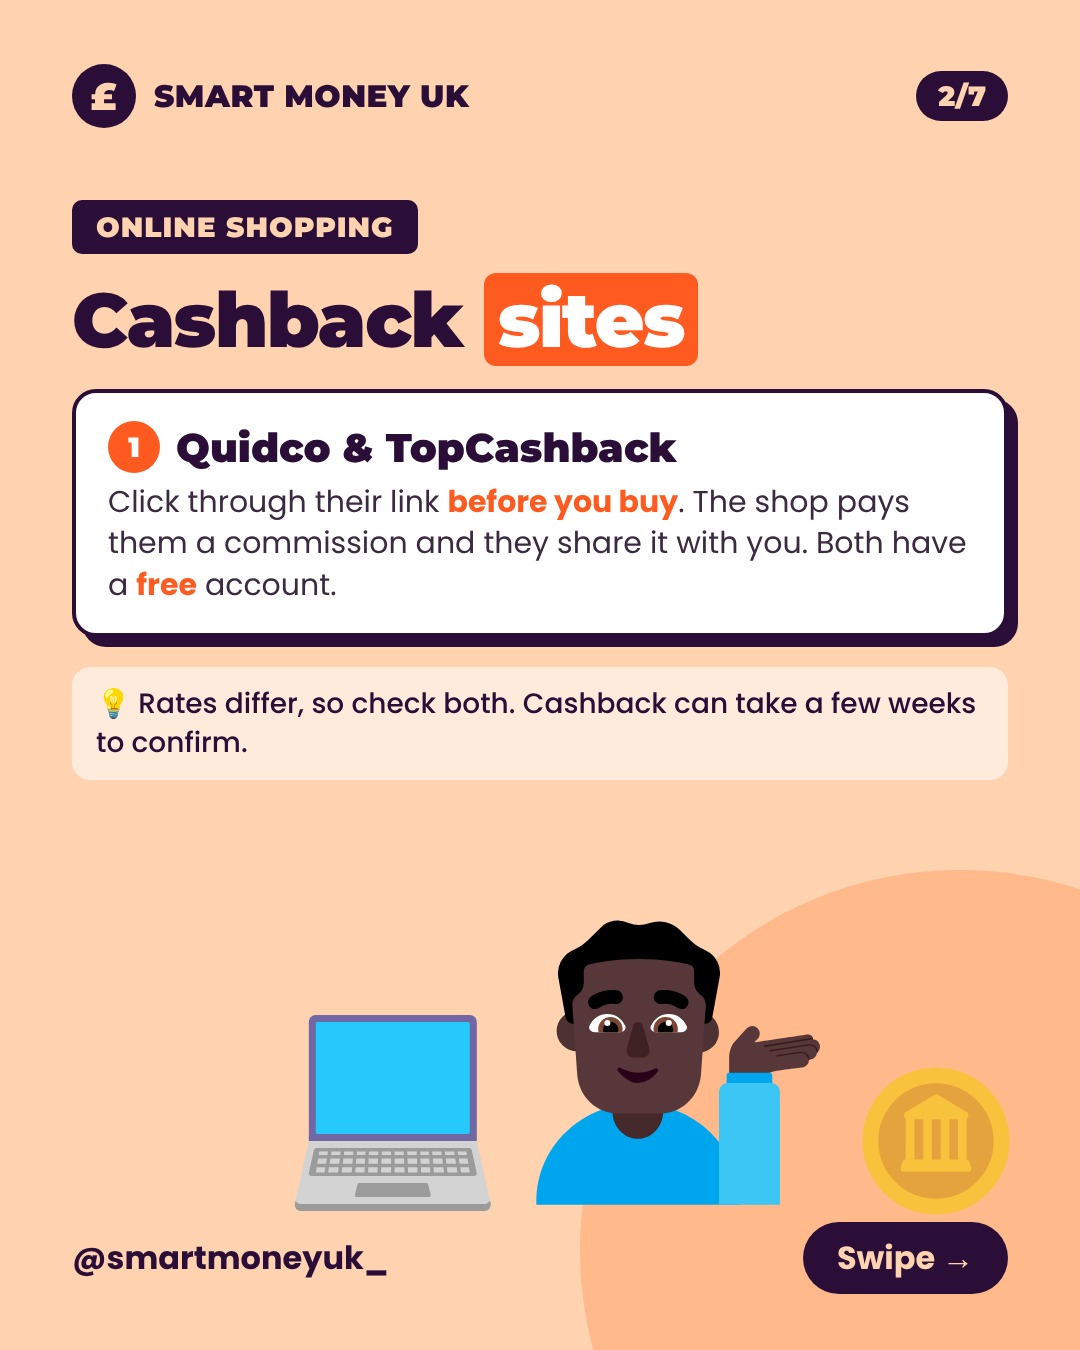 £ SMART MONEY UK
2/7
ONLINE SHOPPING
Cashback sites
1 Quidco & TopCashback
Click through their link before you buy. The shop pays
them a commission and they share it with you. Both have
a free account.
💡 Rates differ, so check both. Cashback can take a few weeks
to confirm.
@smartmoneyuk_
Swipe →